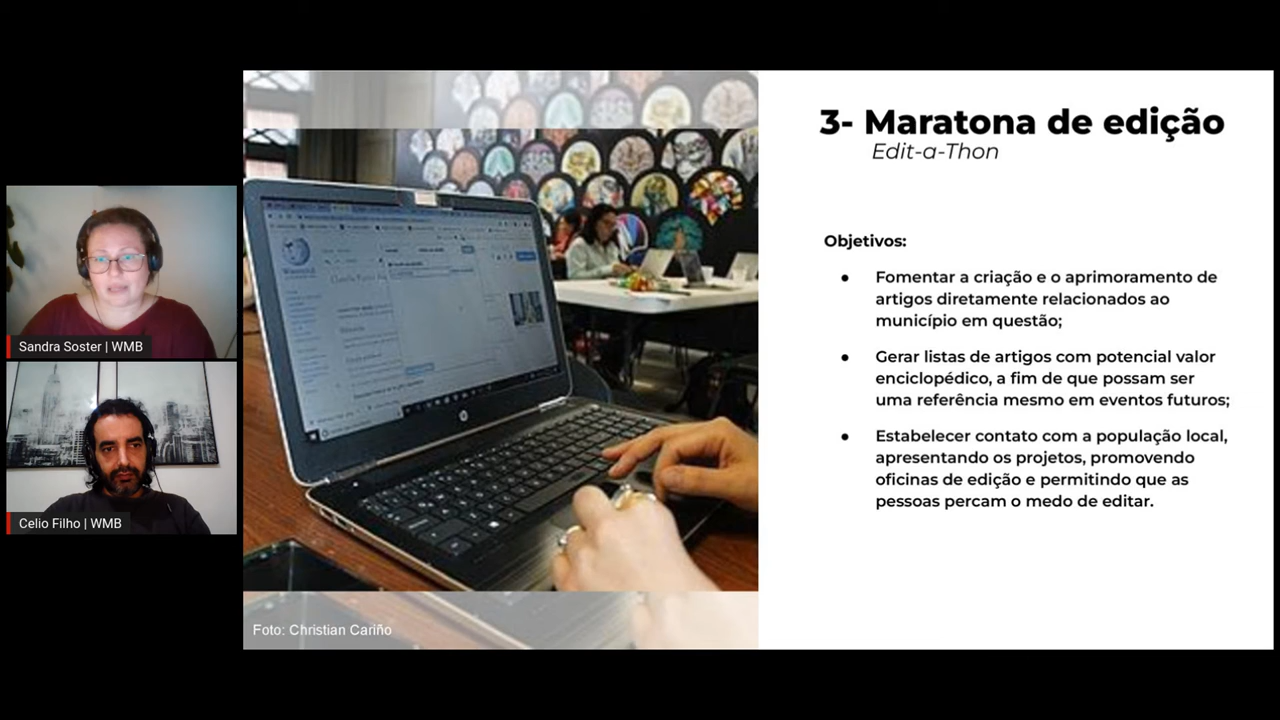 3- Maratona de edição
Edit-a-Thon
Objetivos:
● Fomentar a criação e o aprimoramento de
artigos diretamente relacionados ao
município em questão;
● Gerar listas de artigos com potencial valor
enciclopédico, a fim de que possam ser
uma referência mesmo em eventos futuros;
● Estabelecer contato com a população local,
apresentando os projetos, promovendo
oficinas de edição e permitindo que as
pessoas percam o medo de editar.
Sandra Soster | WMB
Celio Filho | WMB
Foto: Christian Cariño